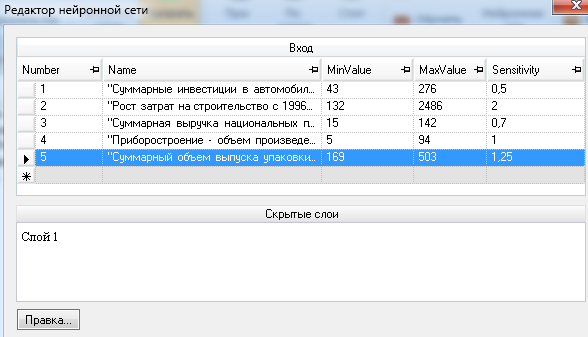 Редактор нейронной сети
Вход
Number Name MinValue MaxValue Sensitivity
1 "Суммарные инвестиции в автомобил... 43 276 0,5
2 "Рост затрат на строительство с 1996... 132 2486 2
3 "Суммарная выручка национальных п... 15 142 0,7
4 "Приборостроение - объем произведе... 5 94 1
5 "Суммарный объем выпуска упаковки... 169 503 1,25
Скрытые слои
Слой 1
Правка...